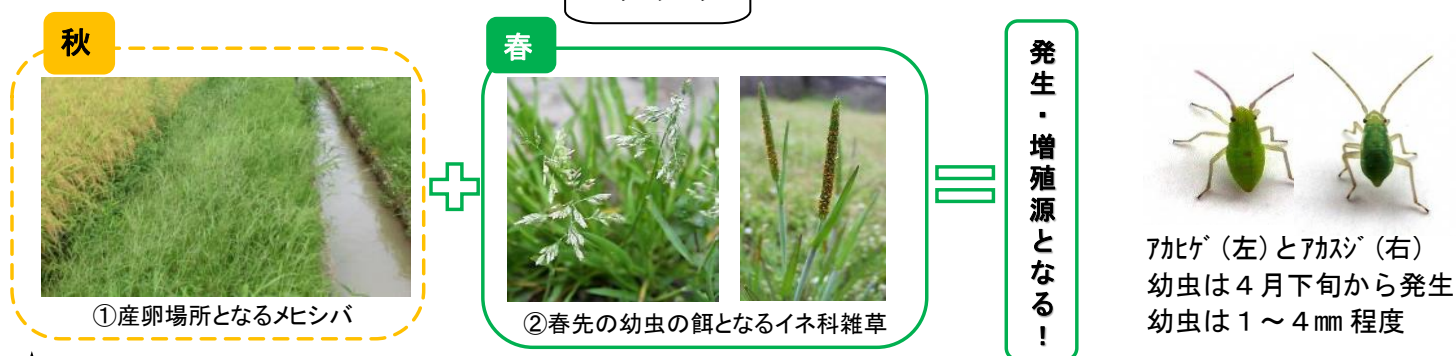 秋
①産卵場所となるメヒシバ
春
②春先の幼虫の餌となるイネ科雑草
発生・増殖源となる！
ｱｶﾋｹﾞ（左）とｱｶｽｼﾞ（右）
幼虫は４月下旬から発生
幼虫は１～４㎜程度